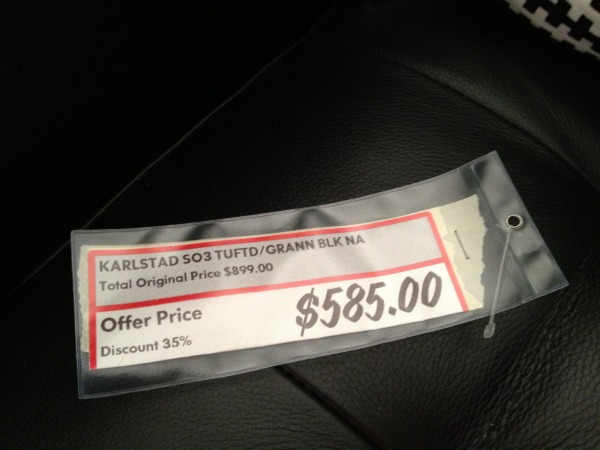 KARLSTAD SO3 TUFTD/GRANN BLK NA
Total Original Price $899.00
Offer Price
$585.00
Discount 35%